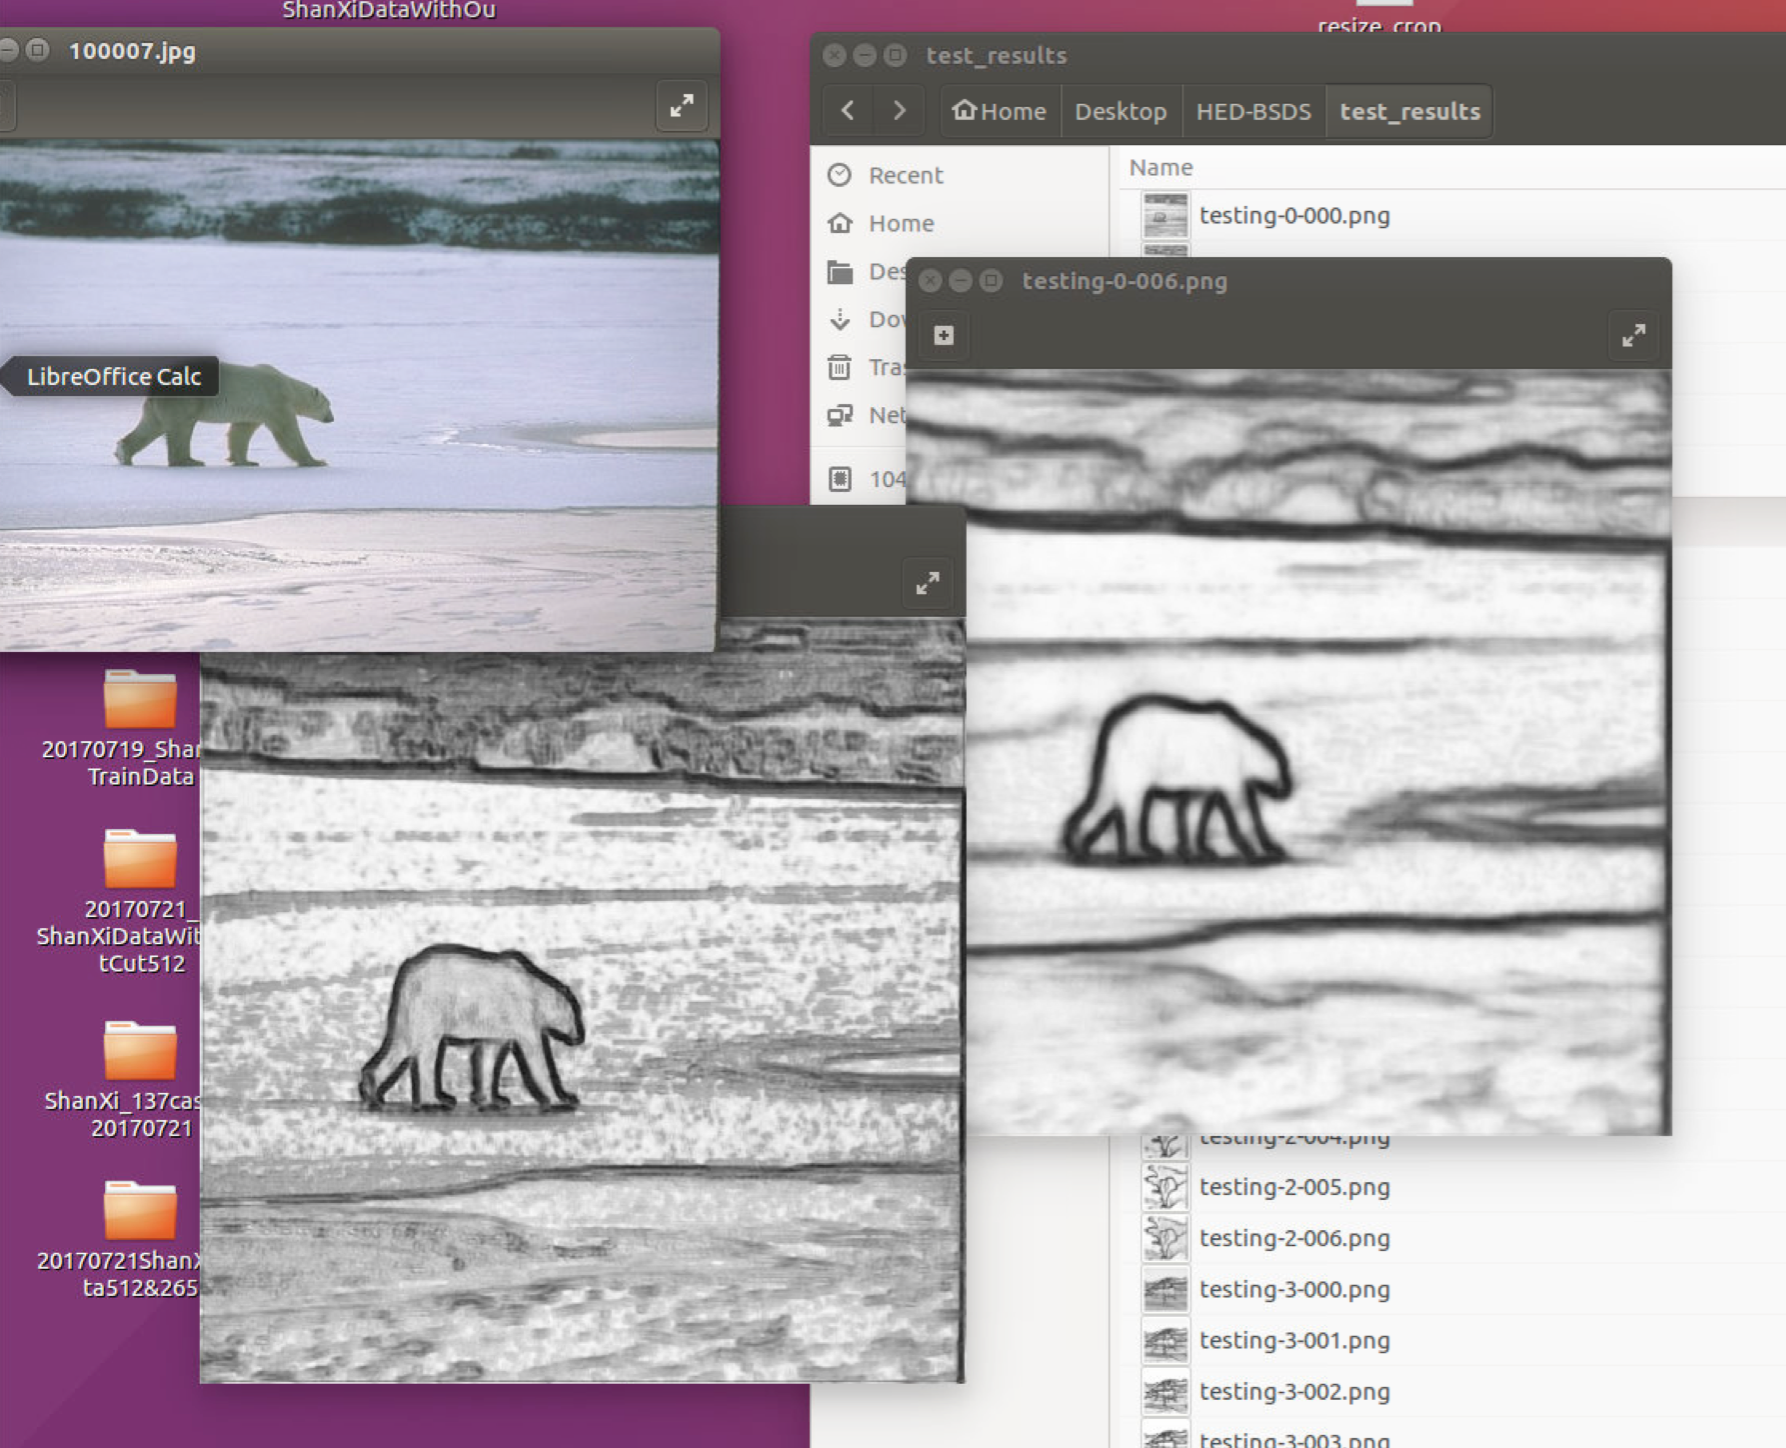 ShanXiDataWithOu
resize_crop
100007.jpg
test_results
Home
Desktop
HED-BSDS
test_results
Name
Recent
testing-0-000.png
Home
Des
testing-0-006.png
Dow
Tras
LibreOffice Calc
Net
104
20170719_Shan
TrainData
20170721_
ShanXiDataWit
tCut512
ShanXi_137cas
20170721
testing-2-004.png
testing-2-005.png
testing-2-006.png
20170721ShanX
ta512&265
testing-3-000.png
testing-3-001.png
testing-3-002.png
testing-3-003.png